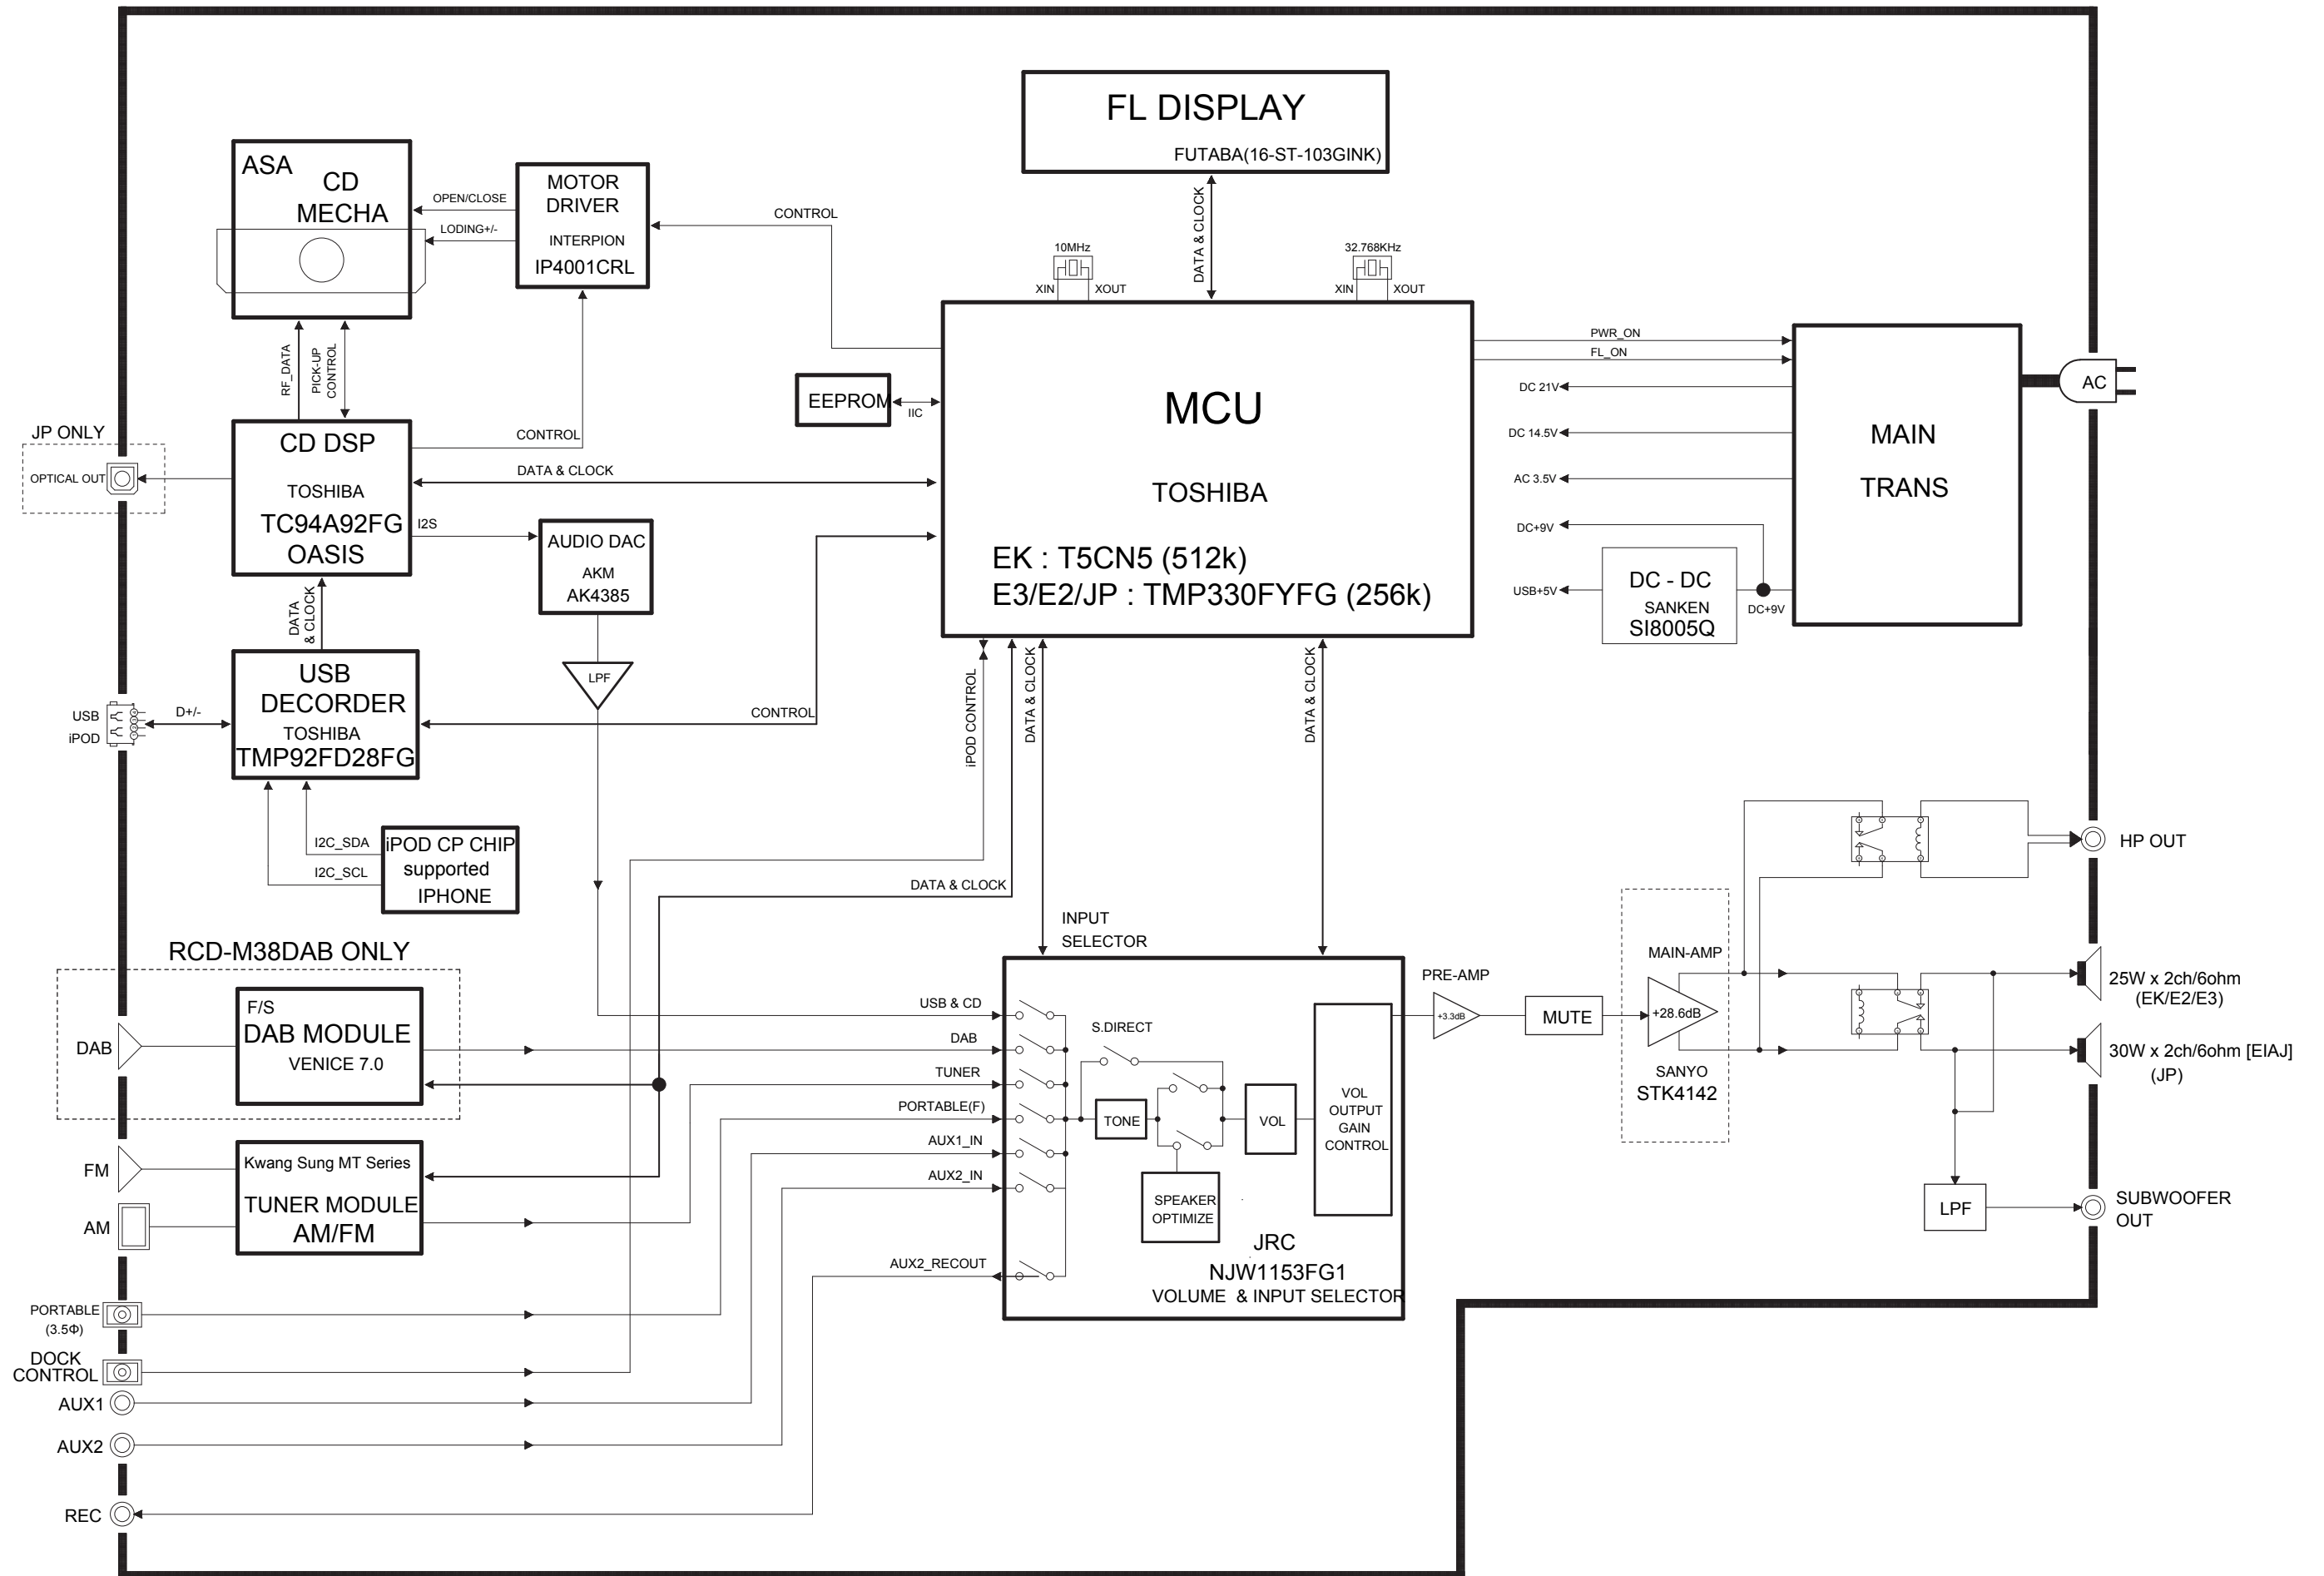 FL DISPLAY
FUTABA(16-ST-103GINK)
DATA & CLOCK
10MHz
XIN
XOUT
32.768KHz
XIN
XOUT
ASA
CD
MECHA
OPEN/CLOSE
LODING+/-
MOTOR
DRIVER
INTERPION
IP4001CRL
CONTROL
RF_DATA
PICK-UP
CONTROL
EEPROM
IIC
MCU
TOSHIBA
EK : T5CN5 (512k)
E3/E2/JP : TMP330FYFG (256k)
PWR_ON
FL_ON
DC 21V
DC 14.5V
AC 3.5V
DC+9V
USB+5V
DC - DC
SANKEN
SI8005Q
DC+9V
MAIN
TRANS
AC
JP ONLY
OPTICAL OUT
CD DSP
TOSHIBA
TC94A92FG
OASIS
CONTROL
DATA & CLOCK
I2S
AUDIO DAC
AKM
AK4385
LPF
DATA
& CLOCK
USB
DECORDER
TOSHIBA
TMP92FD28FG
USB
iPOD
D+/-
CONTROL
iPOD CONTROL
DATA & CLOCK
DATA & CLOCK
I2C_SDA
I2C_SCL
iPOD CP CHIP
supported
IPHONE
DATA & CLOCK
INPUT
SELECTOR
RCD-M38DAB ONLY
F/S
DAB MODULE
VENICE 7.0
DAB
FM
AM
Kwang Sung MT Series
TUNER MODULE
AM/FM
PORTABLE
(3.5Φ)
DOCK
CONTROL
AUX1
AUX2
REC
USB & CD
DAB
TUNER
PORTABLE(F)
AUX1_IN
AUX2_IN
AUX2_RECOUT
S.DIRECT
TONE
VOL
SPEAKER
OPTIMIZE
VOL
OUTPUT
GAIN
CONTROL
JRC
NJW1153FG1
VOLUME & INPUT SELECTOR
PRE-AMP
+3.3dB
MUTE
MAIN-AMP
+28.6dB
SANYO
STK4142
HP OUT
25W x 2ch/6ohm
(EK/E2/E3)
30W x 2ch/6ohm [EIAJ]
(JP)
LPF
SUBWOOFER
OUT